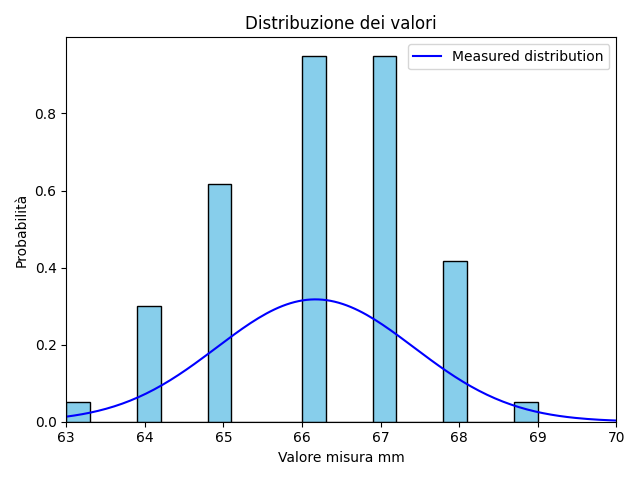 Distribuzione dei valori
Measured distribution
Probabilità
0.8
0.6
0.4
0.2
0.0
63 64 65 66 67 68 69 70
Valore misura mm